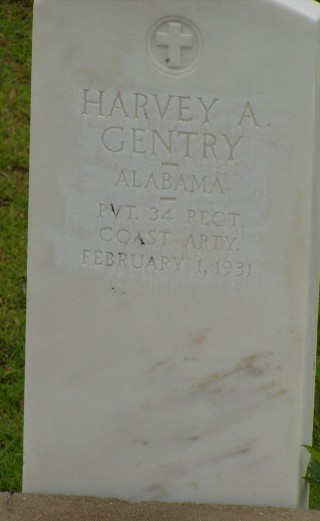 HARVEY A.
GENTRY
ALABAMA
PVT. 34 REGT.
COAST ARTY.
FEBRUARY 1, 1931